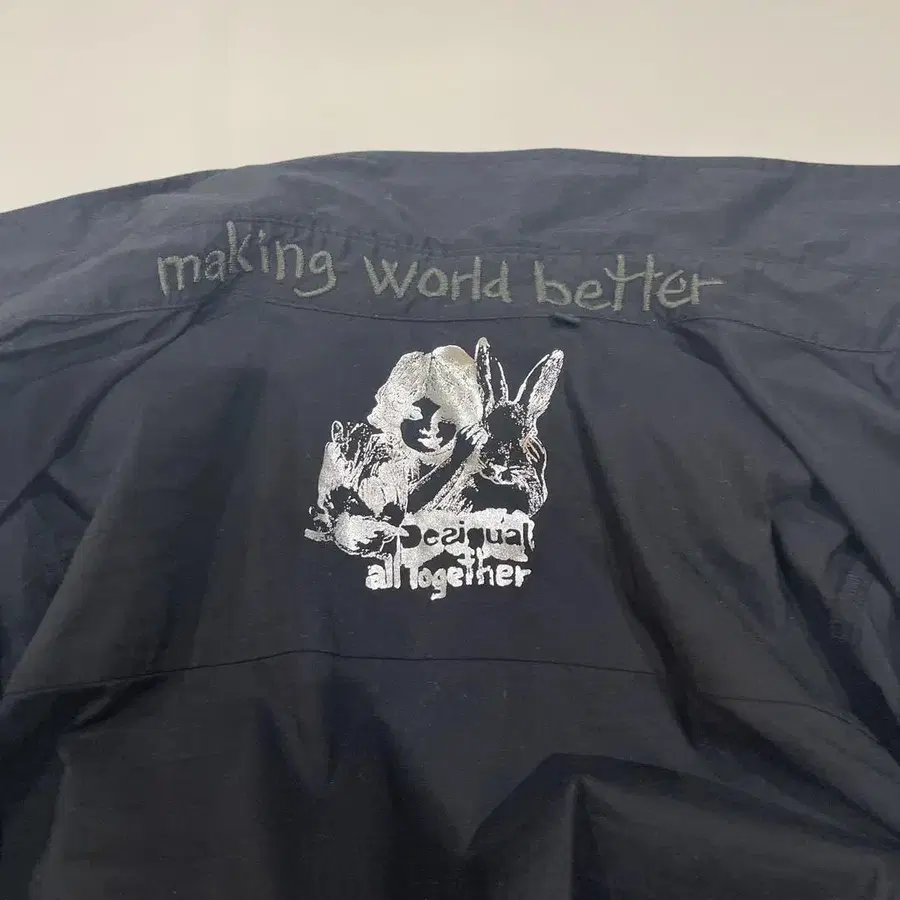 making world better
Desigual
all together